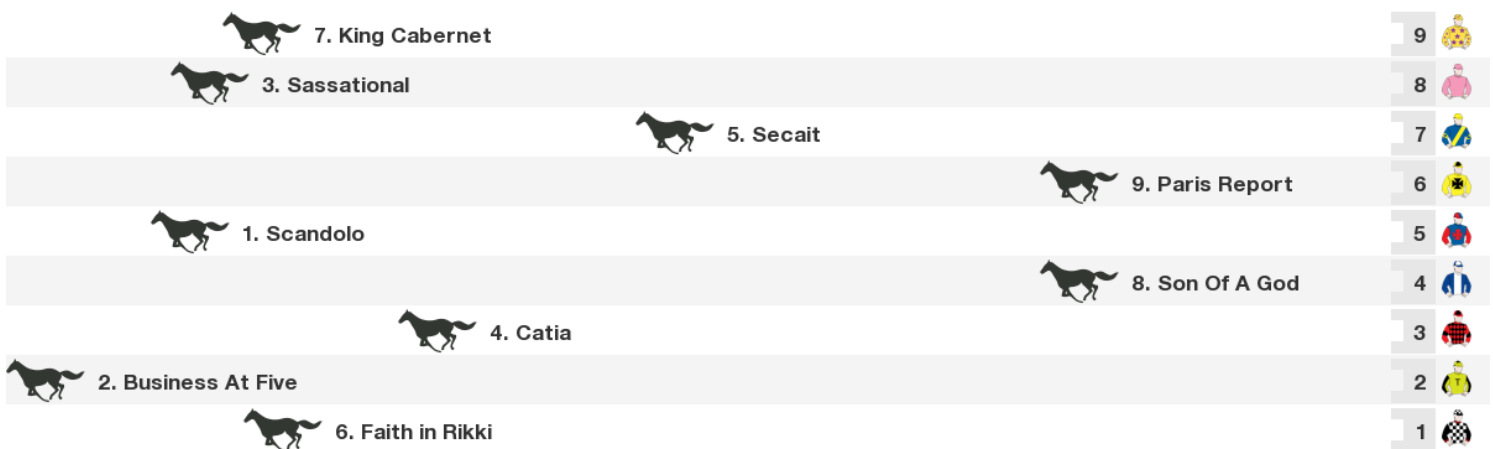 7. King Cabernet 9
3. Sassational 8
5. Secait 7
9. Paris Report 6
1. Scandolo 5
8. Son Of A God 4
4. Catia 3
2. Business At Five 2 T
6. Faith in Rikki 1